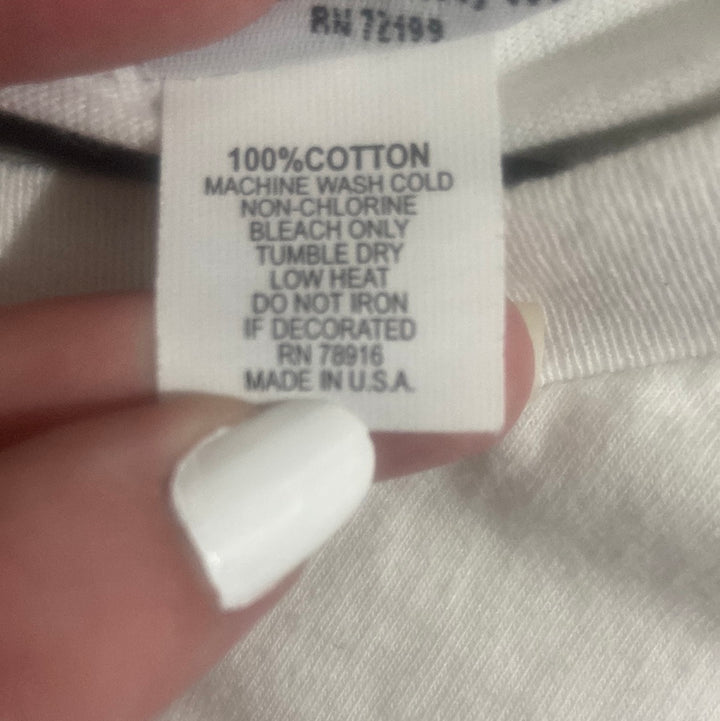 RN 72499
100%COTTON
MACHINE WASH COLD
NON-CHLORINE
BLEACH ONLY
TUMBLE DRY
LOW HEAT
DO NOT IRON
IF DECORATED
RN 78916
MADE IN U.S.A.